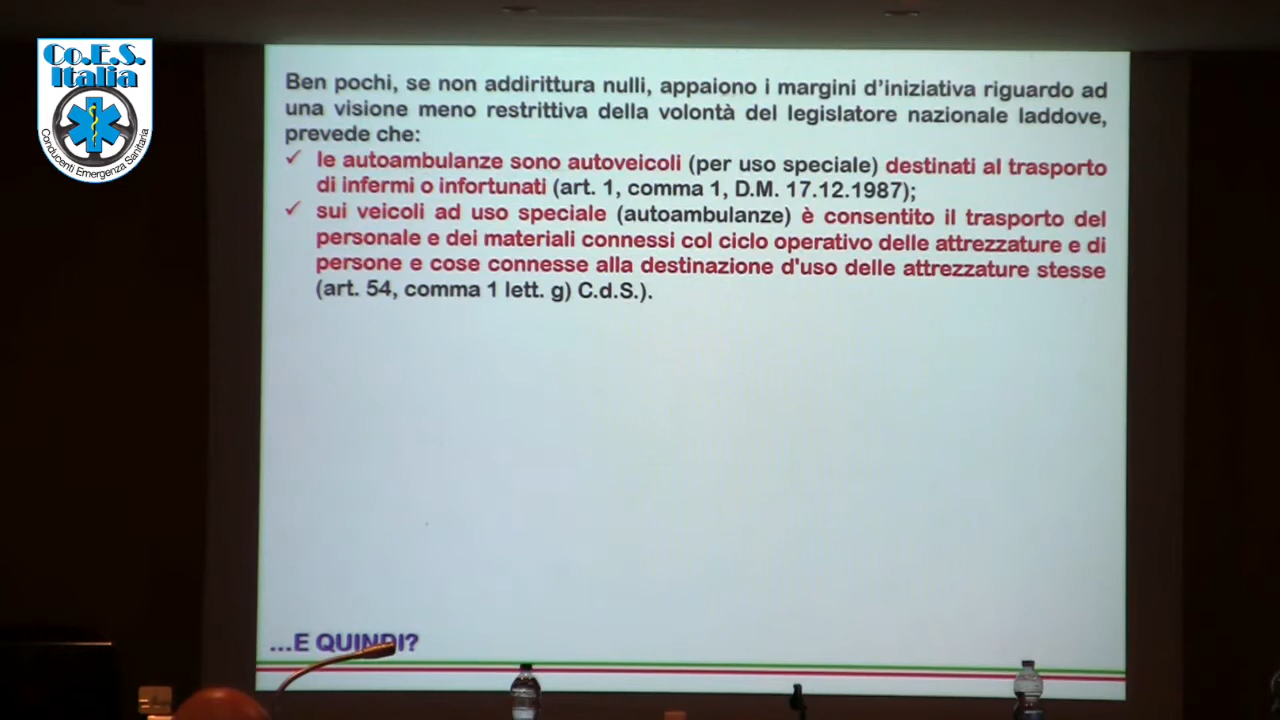 Co.E.S.
Italia
Conducenti Emergenza Sanitaria
Ben pochi, se non addirittura nulli, appaiono i margini d'iniziativa riguardo ad
una visione meno restrittiva della volontà del legislatore nazionale laddove,
prevede che:
✓ le autoambulanze sono autoveicoli (per uso speciale) destinati al trasporto
di infermi o infortunati (art. 1, comma 1, D.M. 17.12.1987);
✓ sui veicoli ad uso speciale (autoambulanze) è consentito il trasporto del
personale e dei materiali connessi col ciclo operativo delle attrezzature e di
persone e cose connesse alla destinazione d'uso delle attrezzature stesse
(art. 54, comma 1 lett. g) C.d.S.).
...E QUINDI?